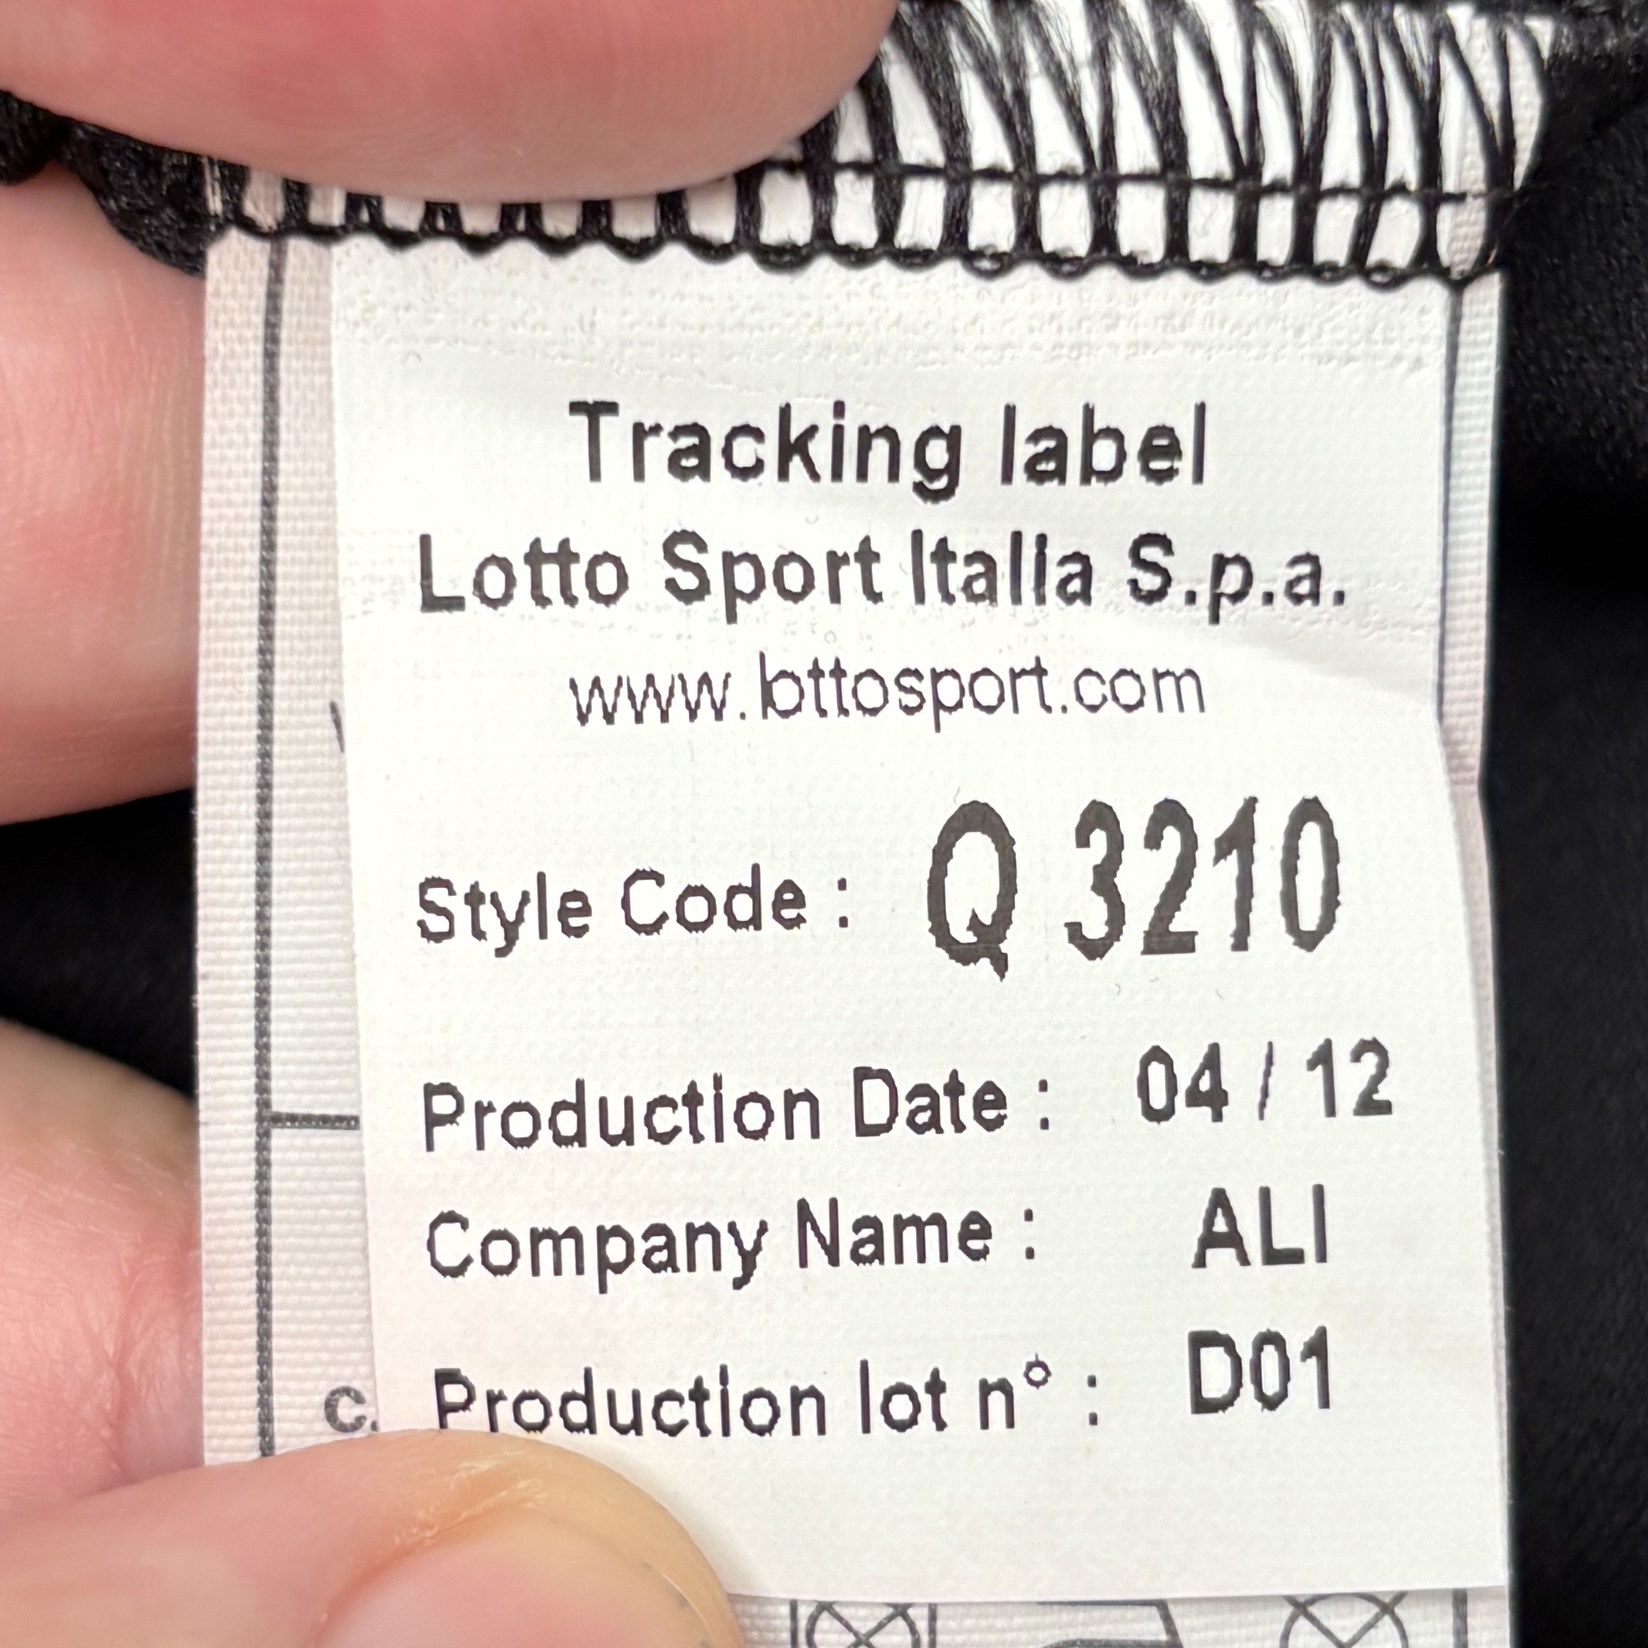 Tracking label
Lotto Sport Italia S.p.a.
www.lottosport.com
Style Code : Q 3210
Production Date : 04 / 12
Company Name : ALI
Production lot n° : D01
c.